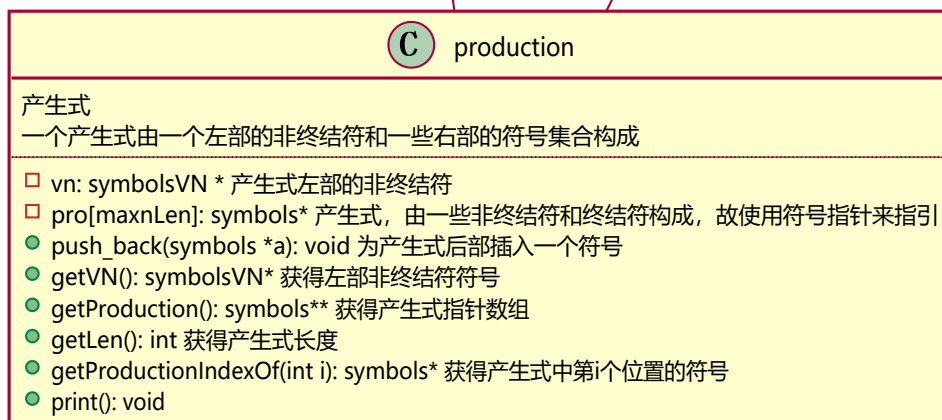 C production
产生式
一个产生式由一个左部的非终结符和一些右部的符号集合构成
vn: symbolsVN * 产生式左部的非终结符
pro[maxnLen]: symbols* 产生式，由一些非终结符和终结符构成，故使用符号指针来指引
push_back(symbols *a): void 为产生式后部插入一个符号
getVN(): symbolsVN* 获得左部非终结符符号
getProduction(): symbols** 获得产生式指针数组
getLen(): int 获得产生式长度
getProductionIndexOf(int i): symbols* 获得产生式中第i个位置的符号
print(): void